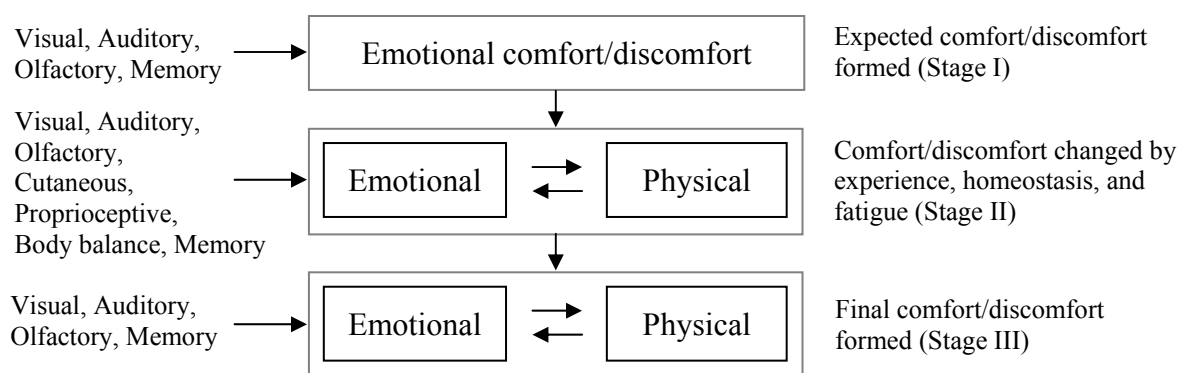 Visual, Auditory,
Olfactory, Memory
Emotional comfort/discomfort
Expected comfort/discomfort
formed (Stage I)
Visual, Auditory,
Olfactory,
Cutaneous,
Proprioceptive,
Body balance, Memory
Emotional
Physical
Comfort/discomfort changed by
experience, homeostasis, and
fatigue (Stage II)
Visual, Auditory,
Olfactory, Memory
Emotional
Physical
Final comfort/discomfort
formed (Stage III)